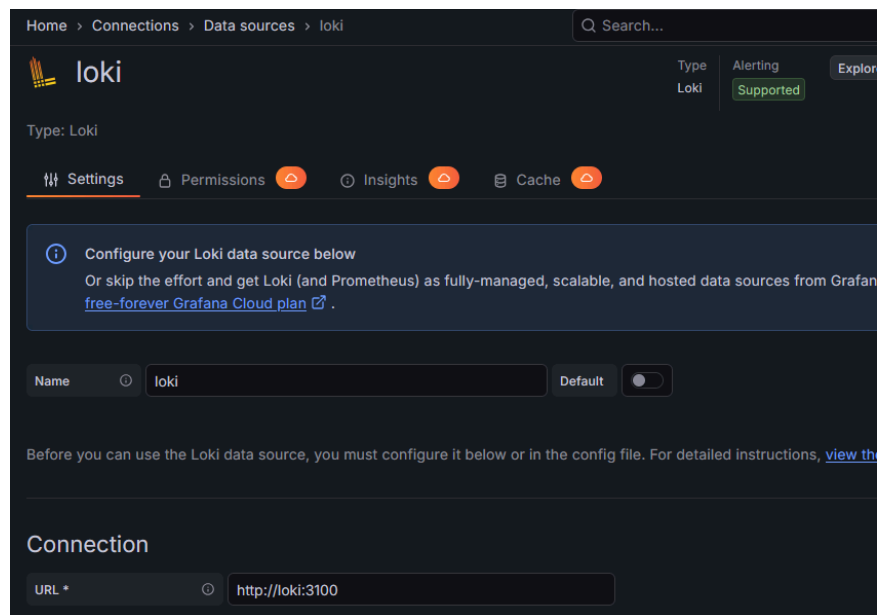 Home > Connections > Data sources > loki
Search...
loki
Type
Loki
Alerting
Supported
Explor
Type: Loki
Settings
Permissions
Insights
Cache
Configure your Loki data source below
Or skip the effort and get Loki (and Prometheus) as fully-managed, scalable, and hosted data sources from Grafan
free-forever Grafana Cloud plan .
Name
loki
Default
Before you can use the Loki data source, you must configure it below or in the config file. For detailed instructions, view the
Connection
URL *
http://loki:3100